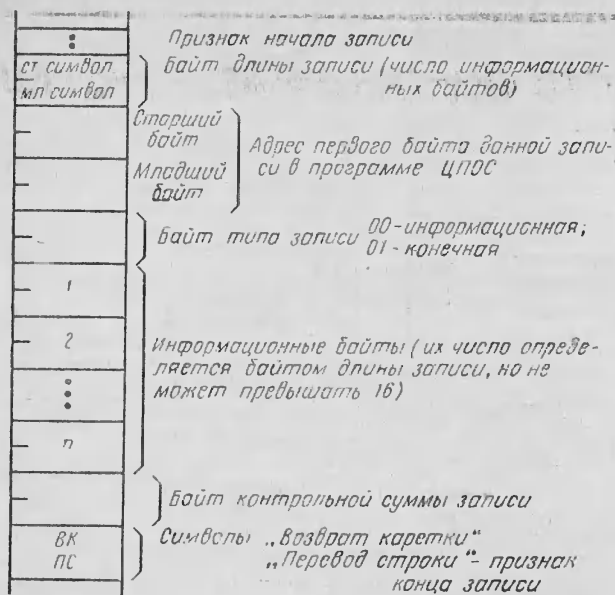 : Признак начала записи
ст символ.
мл символ
Байт длины записи (число информацион-
ных байтов)
Старший
байт
Младший
байт
Адрес первого байта данной запи-
си в программе ЦПОС
Байт типа записи 00-информационная;
01-конечная
1
2
⋮
n
Информационные байты (их число опреде-
ляется байтом длины записи, но не
может превышать 16)
Байт контрольной суммы записи
ВК
ПС
Символы „Возврат каретки“
„Перевод строки“- признак
конца записи